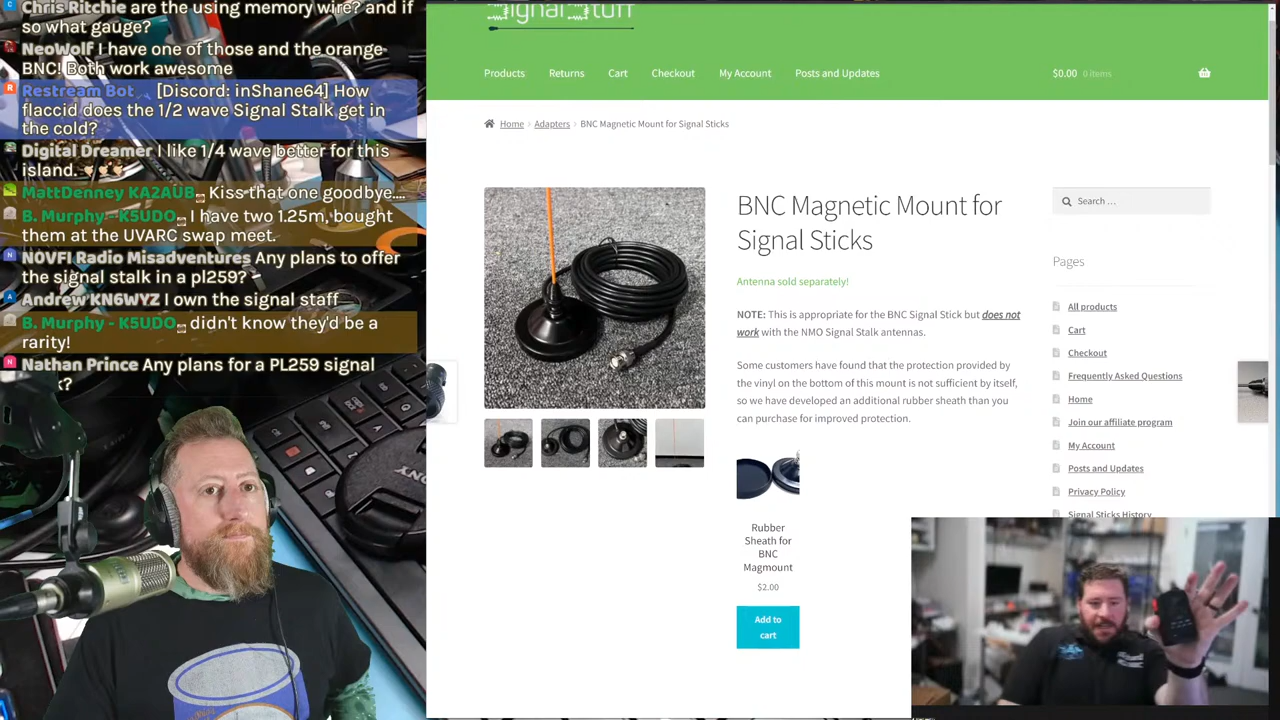 Chris Ritchie are the using memory wire? and if
so what gauge?
NeoWolf I have one of those and the orange
BNC! Both work awesome
Restream Bot [Discord: inShane64] How
flaccid does the 1/2 wave Signal Stalk get in
the cold?
Digital Dreamer I like 1/4 wave better for this
island.
MattDenney KA2AUB Kiss that one goodbye....
B. Murphy - K5UDO I have two 1.25m, bought
them at the UVARC swap meet.
N0VFJ Radio Misadventures Any plans to offer
the signal stalk in a pl259?
Andrew KN6WYZ I own the signal staff
B. Murphy - K5UDO didn't know they'd be a
rarity!
Nathan Prince Any plans for a PL259 signal
k?
Signal Stuff
Products Returns Cart Checkout My Account Posts and Updates $0.00 0 items
Home Adapters BNC Magnetic Mount for Signal Sticks
BNC Magnetic Mount for
Signal Sticks
Antenna sold separately!
NOTE: This is appropriate for the BNC Signal Stick but does not
work with the NMO Signal Stalk antennas.
Some customers have found that the protection provided by
the vinyl on the bottom of this mount is not sufficient by itself,
so we have developed an additional rubber sheath than you
can purchase for improved protection.
Rubber
Sheath for
BNC
Magmount
$2.00
Add to
cart
Search …
Pages
All products
Cart
Checkout
Frequently Asked Questions
Home
Join our affiliate program
My Account
Posts and Updates
Privacy Policy
Signal Sticks History